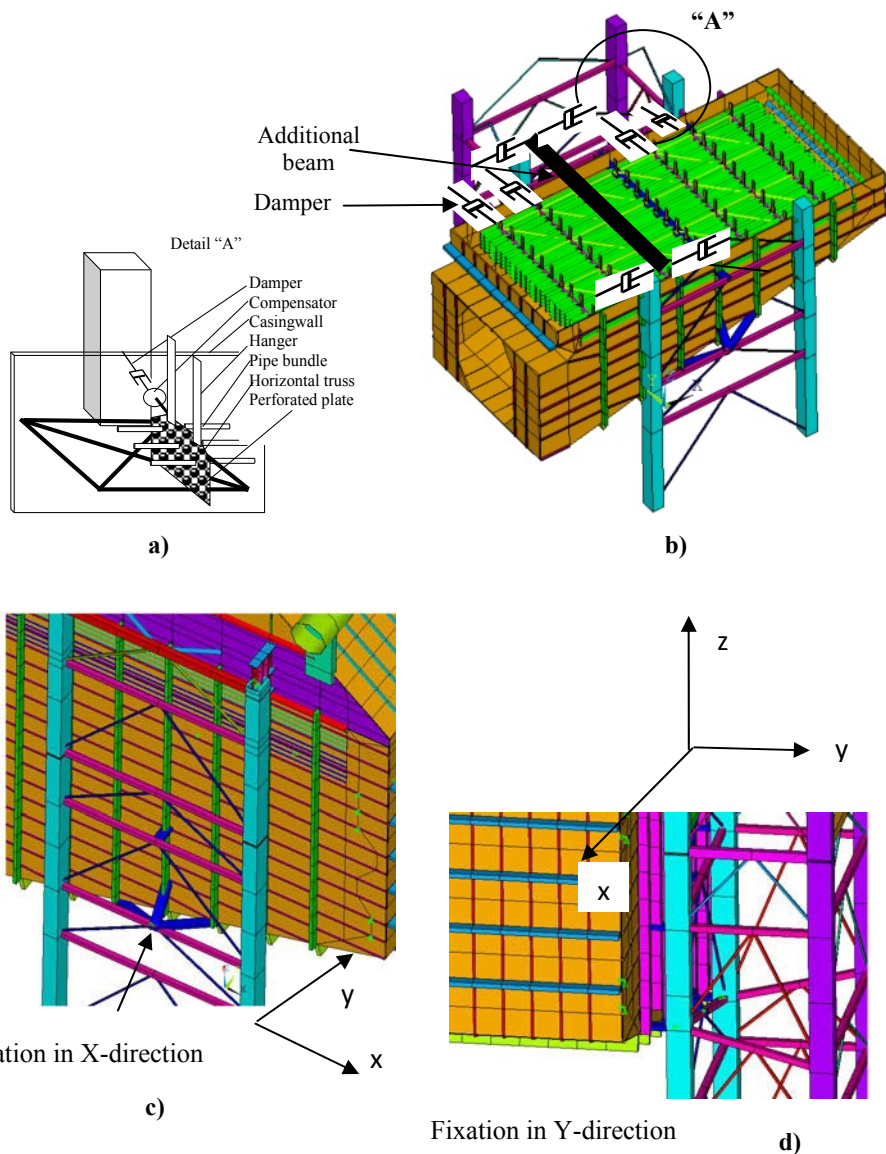 “A”
Additional
beam
Damper
Detail “A”
Damper
Compensator
Casingwall
Hanger
Pipe bundle
Horizontal truss
Perforated plate
Y
X
a)
b)
z
y
x
y
x
ation in X-direction
c)
Fixation in Y-direction
d)